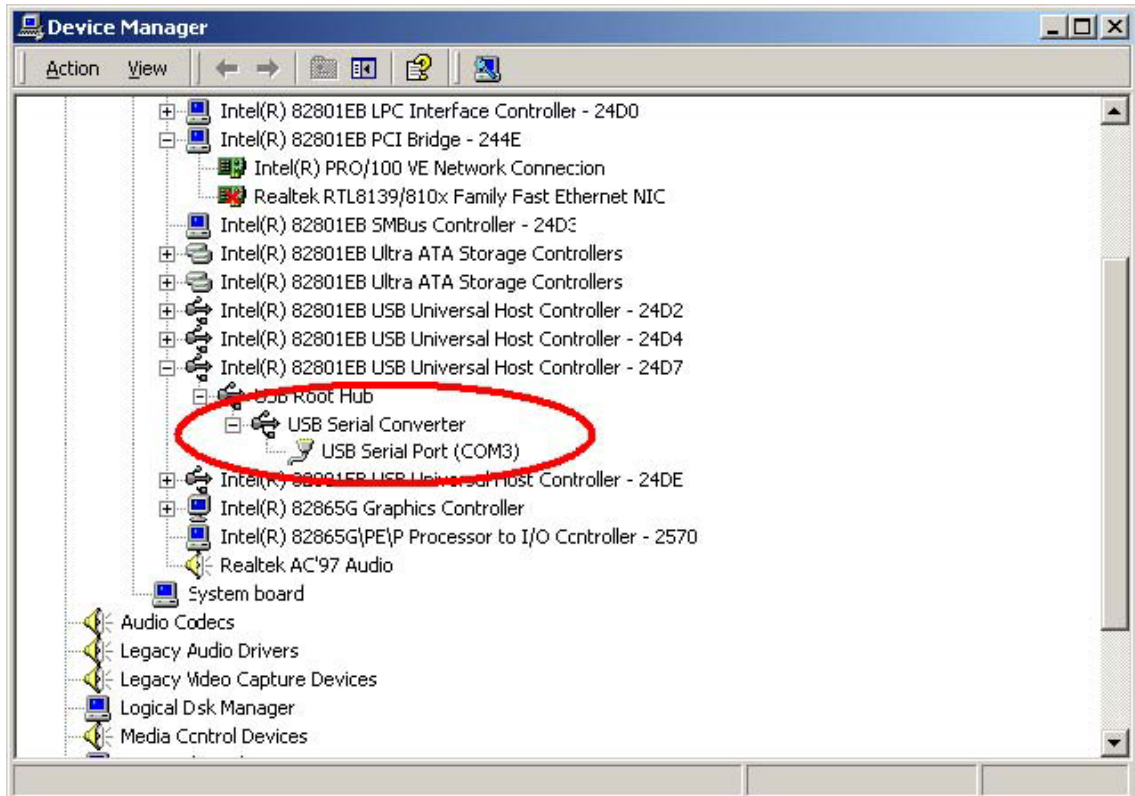 Device Manager
Action View
Intel(R) 82801EB LPC Interface Controller - 24D0
Intel(R) 82801EB PCI Bridge - 244E
Intel(R) PRO/100 VE Network Connection
Realtek RTL8139/810x Family Fast Ethernet NIC
Intel(R) 82801EB SMBus Controller - 24D3
Intel(R) 82801EB Ultra ATA Storage Controllers
Intel(R) 82801EB Ultra ATA Storage Controllers
Intel(R) 82801EB USB Universal Host Controller - 24D2
Intel(R) 82801EB USB Universal Host Controller - 24D4
Intel(R) 82801EB USB Universal Host Controller - 24D7
USB Root Hub
USB Serial Converter
USB Serial Port (COM3)
Intel(R) 82801EB USB Universal Host Controller - 24DE
Intel(R) 82865G Graphics Controller
Intel(R) 82865G\PE\P Processor to I/O Controller - 2570
Realtek AC'97 Audio
System board
Audio Codecs
Legacy Audio Drivers
Legacy Video Capture Devices
Logical Disk Manager
Media Control Devices